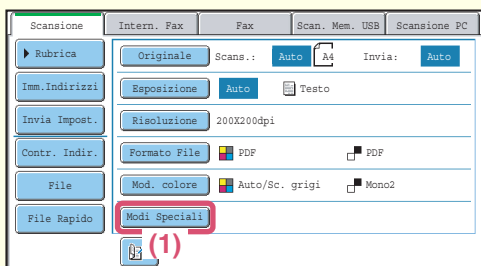 Scansione Intern. Fax Fax Scan. Mem. USB Scansione PC
Rubrica Originale Scans.: Auto A4 Invia: Auto
Imm.Indirizzi Esposizione Auto Testo
Invia Impost. Risoluzione 200X200dpi
Contr. Indir. Formato File PDF PDF
File Mod. colore Auto/Sc. grigi Mono2
File Rapido Modi Speciali
(1)